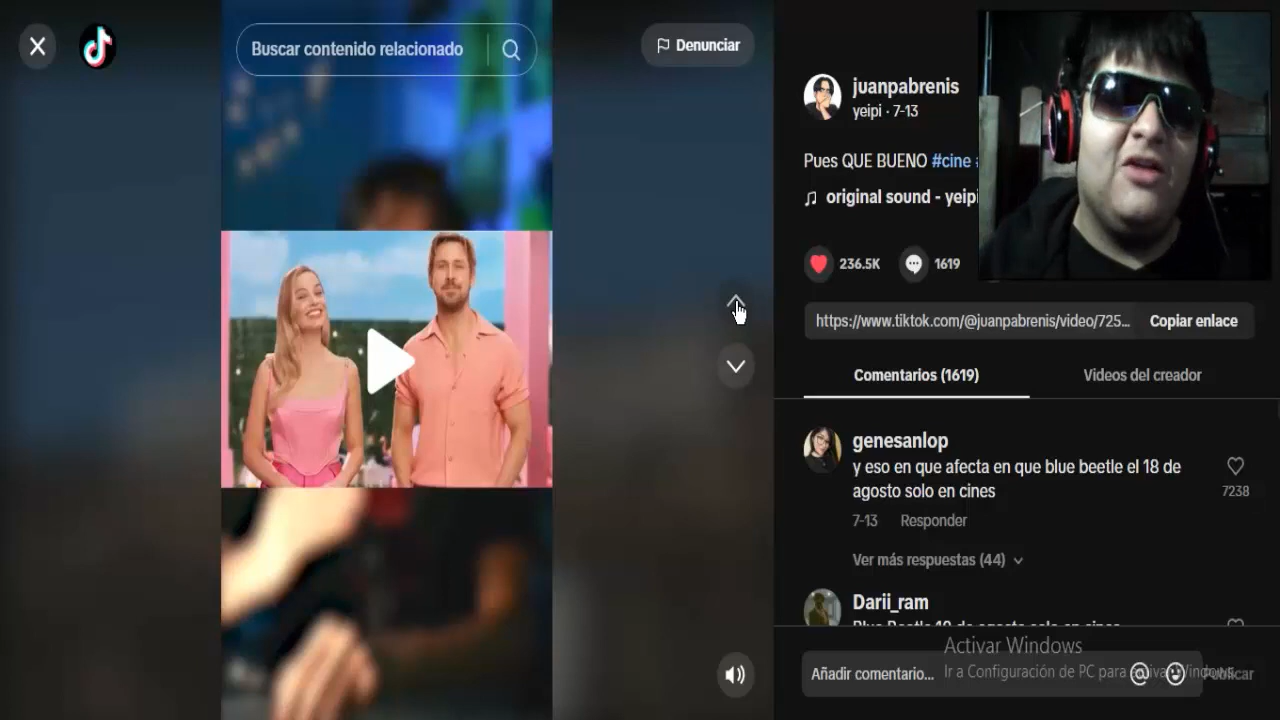 Buscar contenido relacionado
Denunciar
juanpabrenis
yeipi · 7-13
Pues QUE BUENO #cine
original sound - yeipi
236.5K
1619
https://www.tiktok.com/@juanpabrenis/video/725...
Copiar enlace
Comentarios (1619)
Videos del creador
genesanlop
y eso en que afecta en que blue beetle el 18 de
agosto solo en cines
7238
7-13 Responder
Ver más respuestas (44)
Darii_ram
Activar Windows
Añadir comentario...
Ir a Configuración de PC para activar Windows.
Publicar